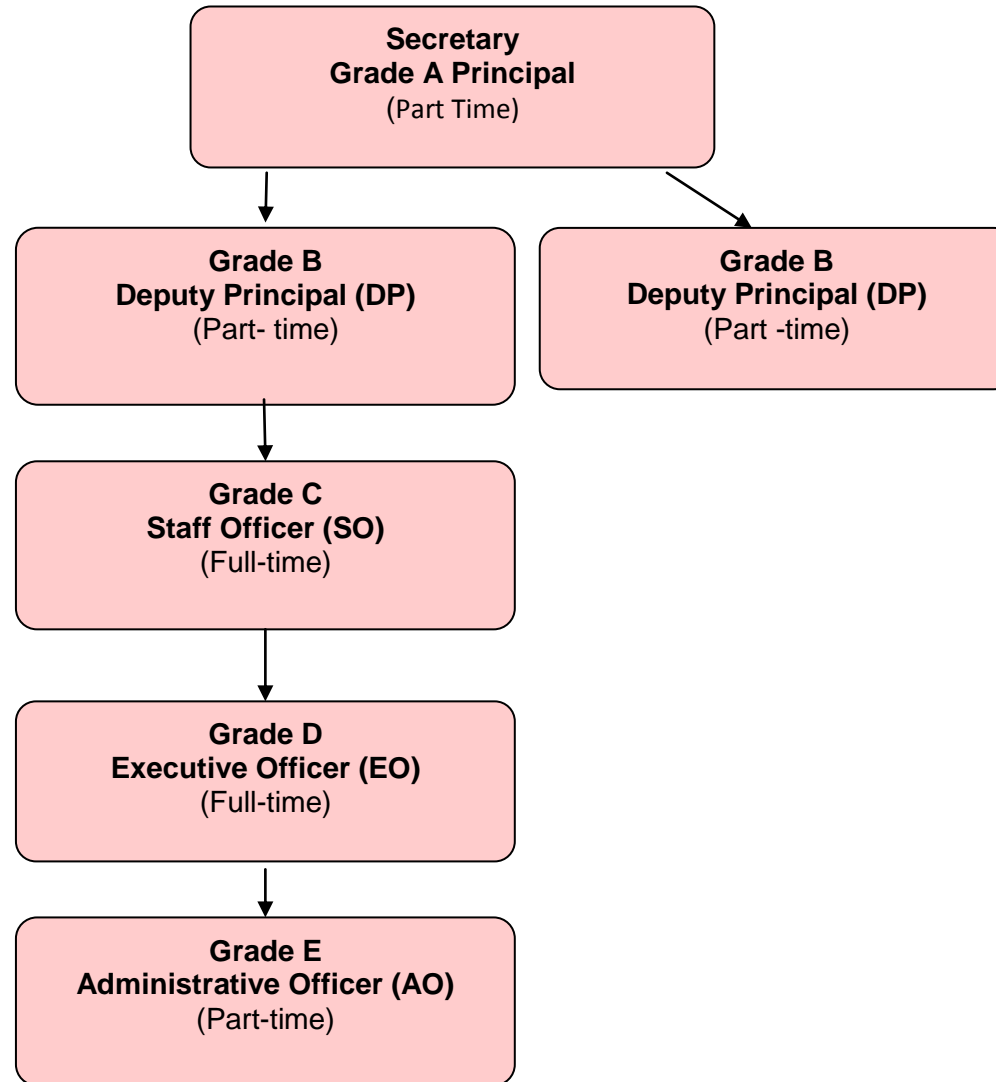 Secretary
Grade A Principal
(Part Time)
Grade B
Deputy Principal (DP)
(Part- time)
Grade B
Deputy Principal (DP)
(Part -time)
Grade C
Staff Officer (SO)
(Full-time)
Grade D
Executive Officer (EO)
(Full-time)
Grade E
Administrative Officer (AO)
(Part-time)